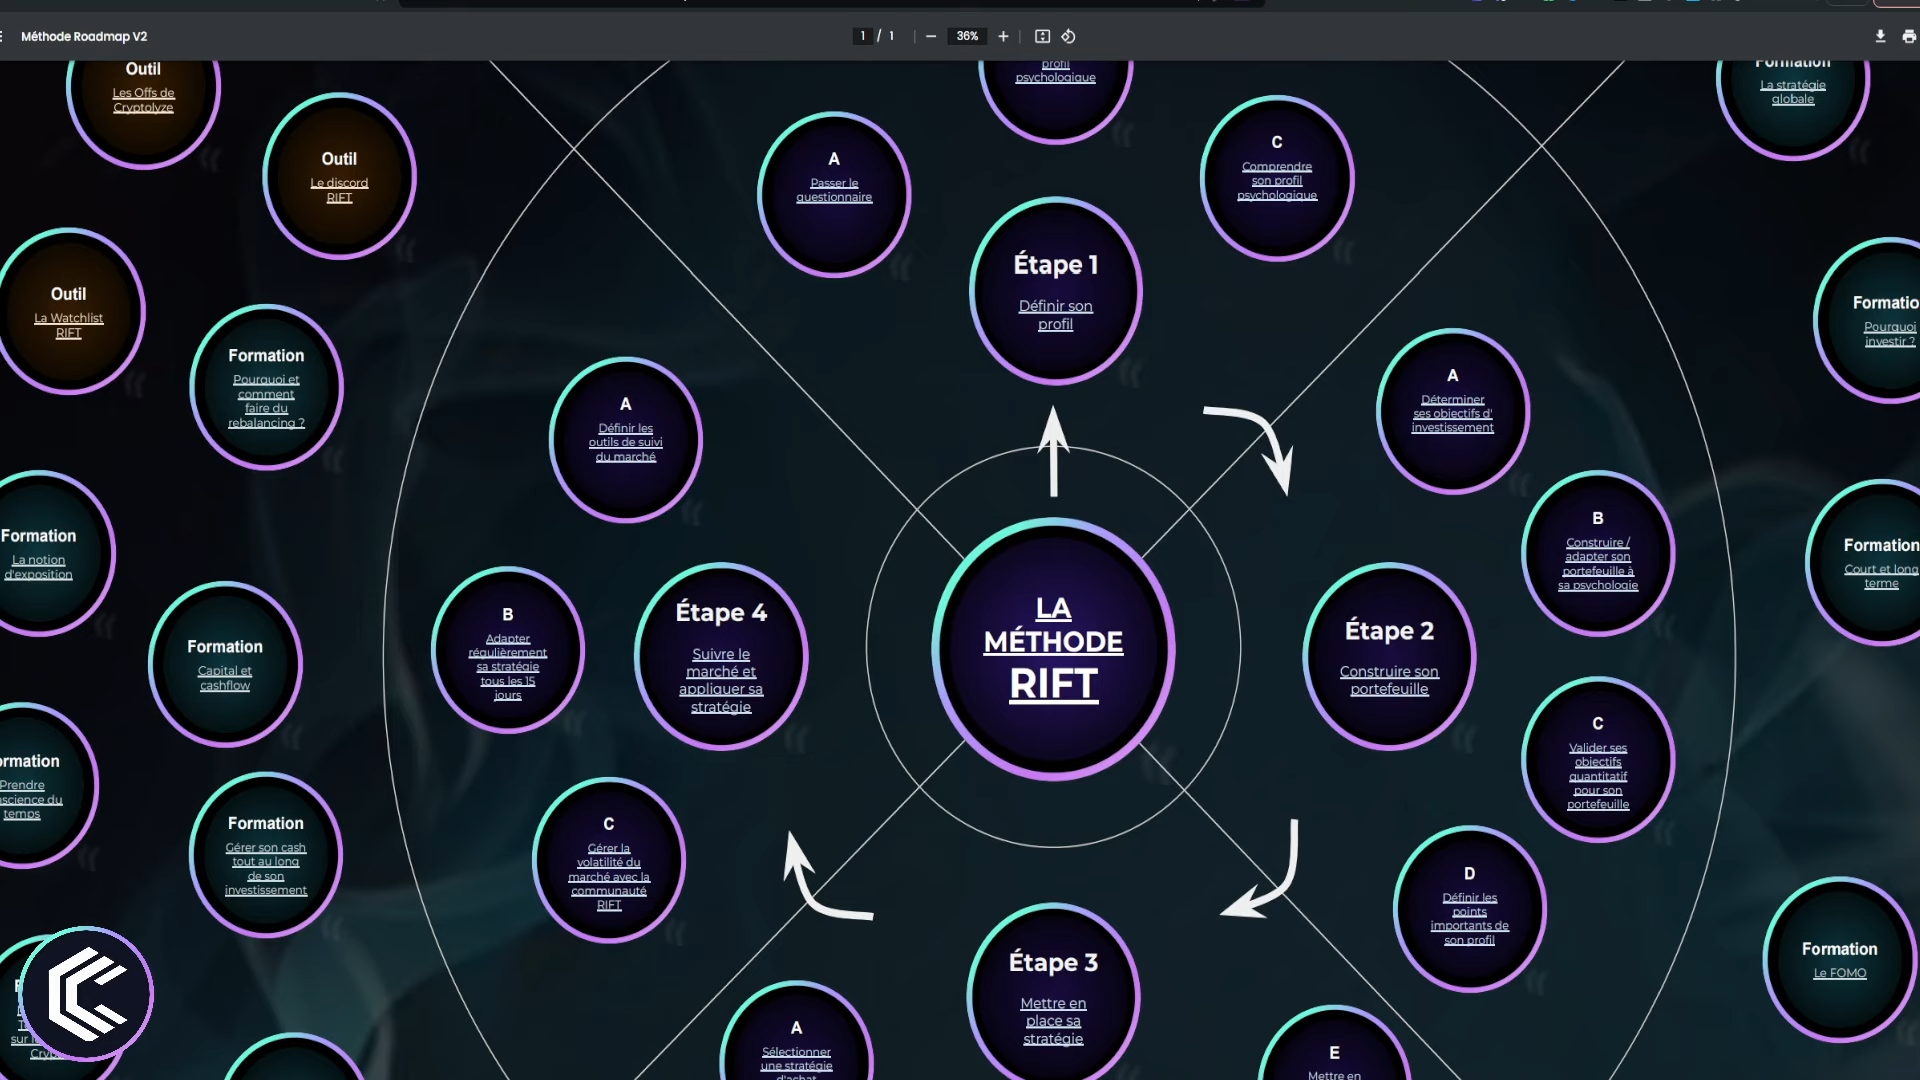 Méthode Roadmap V2
1 / 1
36%
Outil
Les Offs de
Cryptolyze
Outil
Le discord
RIFT
Outil
La Watchlist
RIFT
Formation
Pourquoi et
comment
faire du
rebalancing ?
Formation
La notion
d'exposition
Formation
Capital et
cashflow
Prendre
temps
Formation
Gérer son cash
tout au long
de son
investissement
profil
psychologique
A
Passer le
questionnaire
C
Comprendre
son profil
psychologique
Étape 1
Définir son
profil
A
Définir les
outils de suivi
du marché
B
Adapter
régulièrement
sa stratégie
tous les 15
jours
Étape 4
Suivre le
marché et
appliquer sa
stratégie
C
Gérer la
volatilité du
marché avec la
communauté
RIFT
LA
MÉTHODE
RIFT
A
Déterminer
ses objectifs d'
investissement
B
Construire /
adapter son
portefeuille à
sa psychologie
Étape 2
Construire son
portefeuille
C
Valider ses
objectifs
quantitatif
pour son
portefeuille
D
Définir les
points
importants de
son profil
Étape 3
Mettre en
place sa
stratégie
A
Sélectionner
une stratégie
d'achat
E
Mettre en
Formation
La stratégie
globale
Pourquoi
investir ?
Formation
Court et long
terme
Formation
Le FOMO